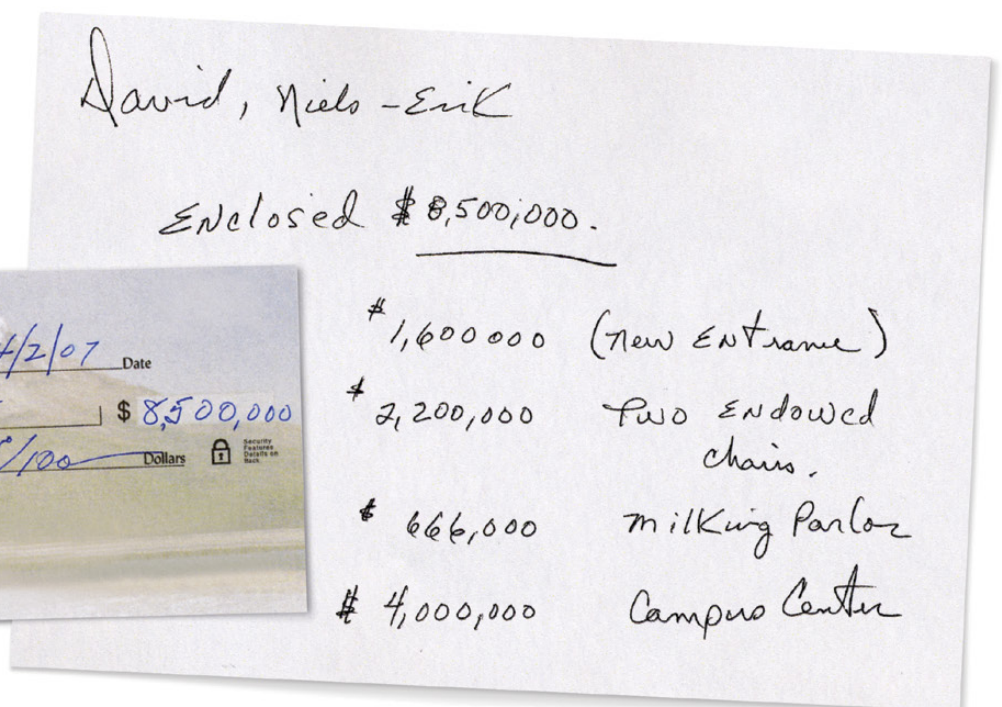 David, Niels-Erik
Enclosed $8,500,000.
$1,600000 (new Entrance)
$2,200,000 Two Endowed
chairs.
$666,000 Milking Parlor
$4,000,000 Campus Center
4/2/07 Date
$8,500,000
/100 Dollars
Security
Features
Details on
Back